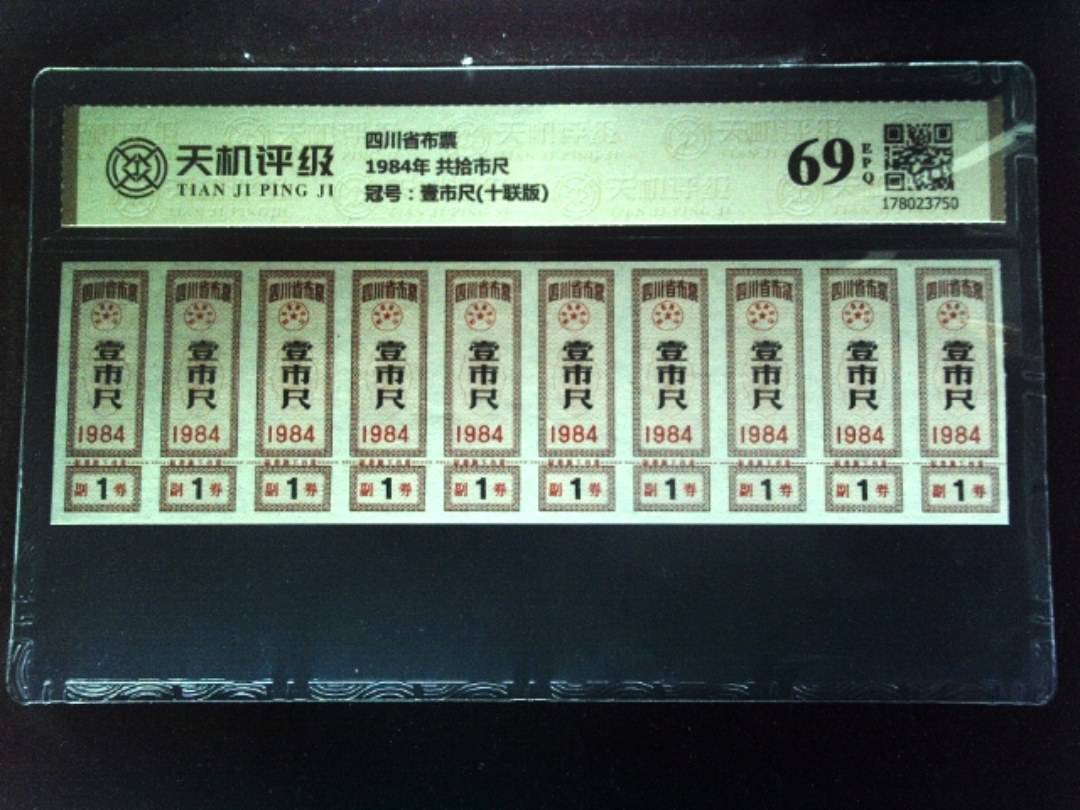 天机评级
TIAN JI PING JI
四川省布票
1984年 共拾市尺
冠号：壹市尺(十联版)
69
EPQ
178023750
四川省布票 四川省布票 四川省布票 四川省布票 四川省布票 四川省布票 四川省布票 四川省布票 四川省布票 四川省布票
壹市尺 壹市尺 壹市尺 壹市尺 壹市尺 壹市尺 壹市尺 壹市尺 壹市尺 壹市尺
1984 1984 1984 1984 1984 1984 1984 1984 1984 1984
副1券 副1券 副1券 副1券 副1券 副1券 副1券 副1券 副1券 副1券